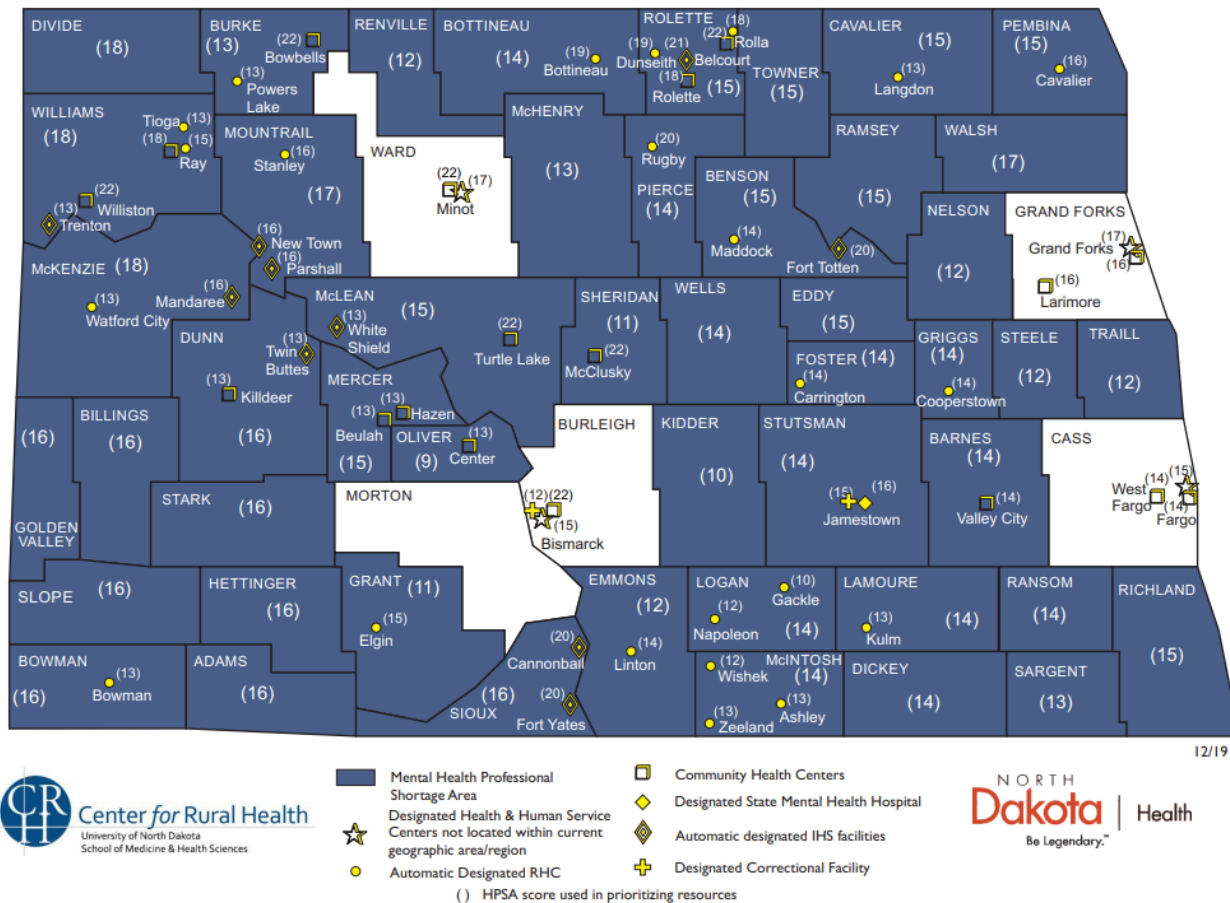 DIVIDE
(18)
BURKE
(13)
(22)
Bowbells
(13)
Powers
Lake
RENVILLE
(12)
BOTTINEAU
(14)
(19)
Bottineau
ROLETTE
(18)
(22)
Rolla
(19)
(21)
Dunseith
Belcourt
(18)
Rolette
(15)
TOWNER
(15)
CAVALIER
(15)
(13)
Langdon
PEMBINA
(15)
(16)
Cavalier
WILLIAMS
(18)
Tioga
(13)
(18)
(15)
Ray
(22)
Williston
(13)
Trenton
MOUNTRAIL
(16)
Stanley
(17)
(16)
New Town
(16)
Parshall
WARD
(22)
(17)
Minot
McHENRY
(13)
(20)
Rugby
PIERCE
(14)
BENSON
(15)
(14)
Maddock
RAMSEY
(15)
(20)
Fort Totten
WALSH
(17)
NELSON
(12)
GRAND FORKS
(17)
Grand Forks
(16)
(16)
Larimore
McKENZIE
(18)
(16)
Mandaree
(13)
Watford City
DUNN
(13)
Twin
Buttes
(13)
Killdeer
(16)
McLEAN
(15)
(13)
White
Shield
(22)
Turtle Lake
SHERIDAN
(11)
(22)
McClusky
WELLS
(14)
EDDY
(15)
FOSTER (14)
(14)
Carrington
GRIGGS
(14)
(14)
Cooperstown
STEELE
(12)
TRAILL
(12)
MERCER
(13)
(13)
Hazen
Beulah
(15)
OLIVER
(9)
(13)
Center
BILLINGS
(16)
(16)
GOLDEN
VALLEY
STARK
(16)
MORTON
BURLEIGH
(12)
(22)
(15)
Bismarck
KIDDER
(10)
STUTSMAN
(14)
(15)
(16)
Jamestown
BARNES
(14)
(14)
Valley City
CASS
(14)
(15)
West
Fargo
(14)
Fargo
SLOPE
(16)
HETTINGER
(16)
GRANT
(11)
(15)
Elgin
EMMONS
(12)
(14)
Linton
LOGAN
(10)
Gackle
(12)
Napoleon
(14)
LAMOURE
(13)
Kulm
(14)
RANSOM
(14)
RICHLAND
(15)
BOWMAN
(13)
Bowman
(16)
ADAMS
(16)
(20)
Cannonball
(16)
SIOUX
(20)
Fort Yates
(12)
Wishek
McINTOSH
(14)
(13)
Ashley
(13)
Zeeland
DICKEY
(14)
SARGENT
(13)
12/19
CRH
Center for Rural Health
University of North Dakota
School of Medicine & Health Sciences
Mental Health Professional
Shortage Area
Designated Health & Human Service
Centers not located within current
geographic area/region
Automatic Designated RHC
Community Health Centers
Designated State Mental Health Hospital
Automatic designated IHS facilities
Designated Correctional Facility
( ) HPSA score used in prioritizing resources
NORTH
Dakota | Health
Be Legendary.™